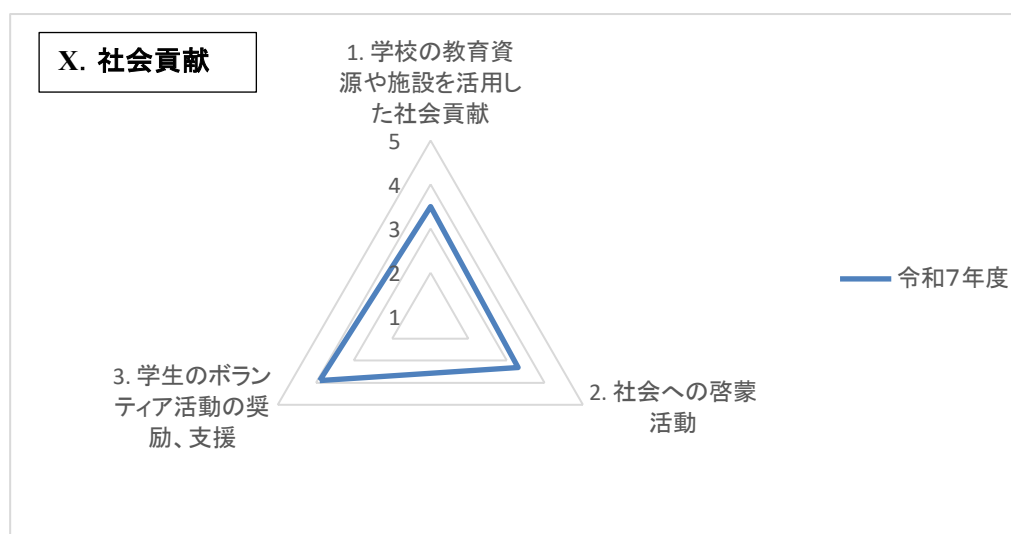 X. 社会貢献
1. 学校の教育資
源や施設を活用し
た社会貢献
5
4
3
2
1
令和7年度
3. 学生のボラン
ティア活動の奨
励、支援
2. 社会への啓蒙
活動